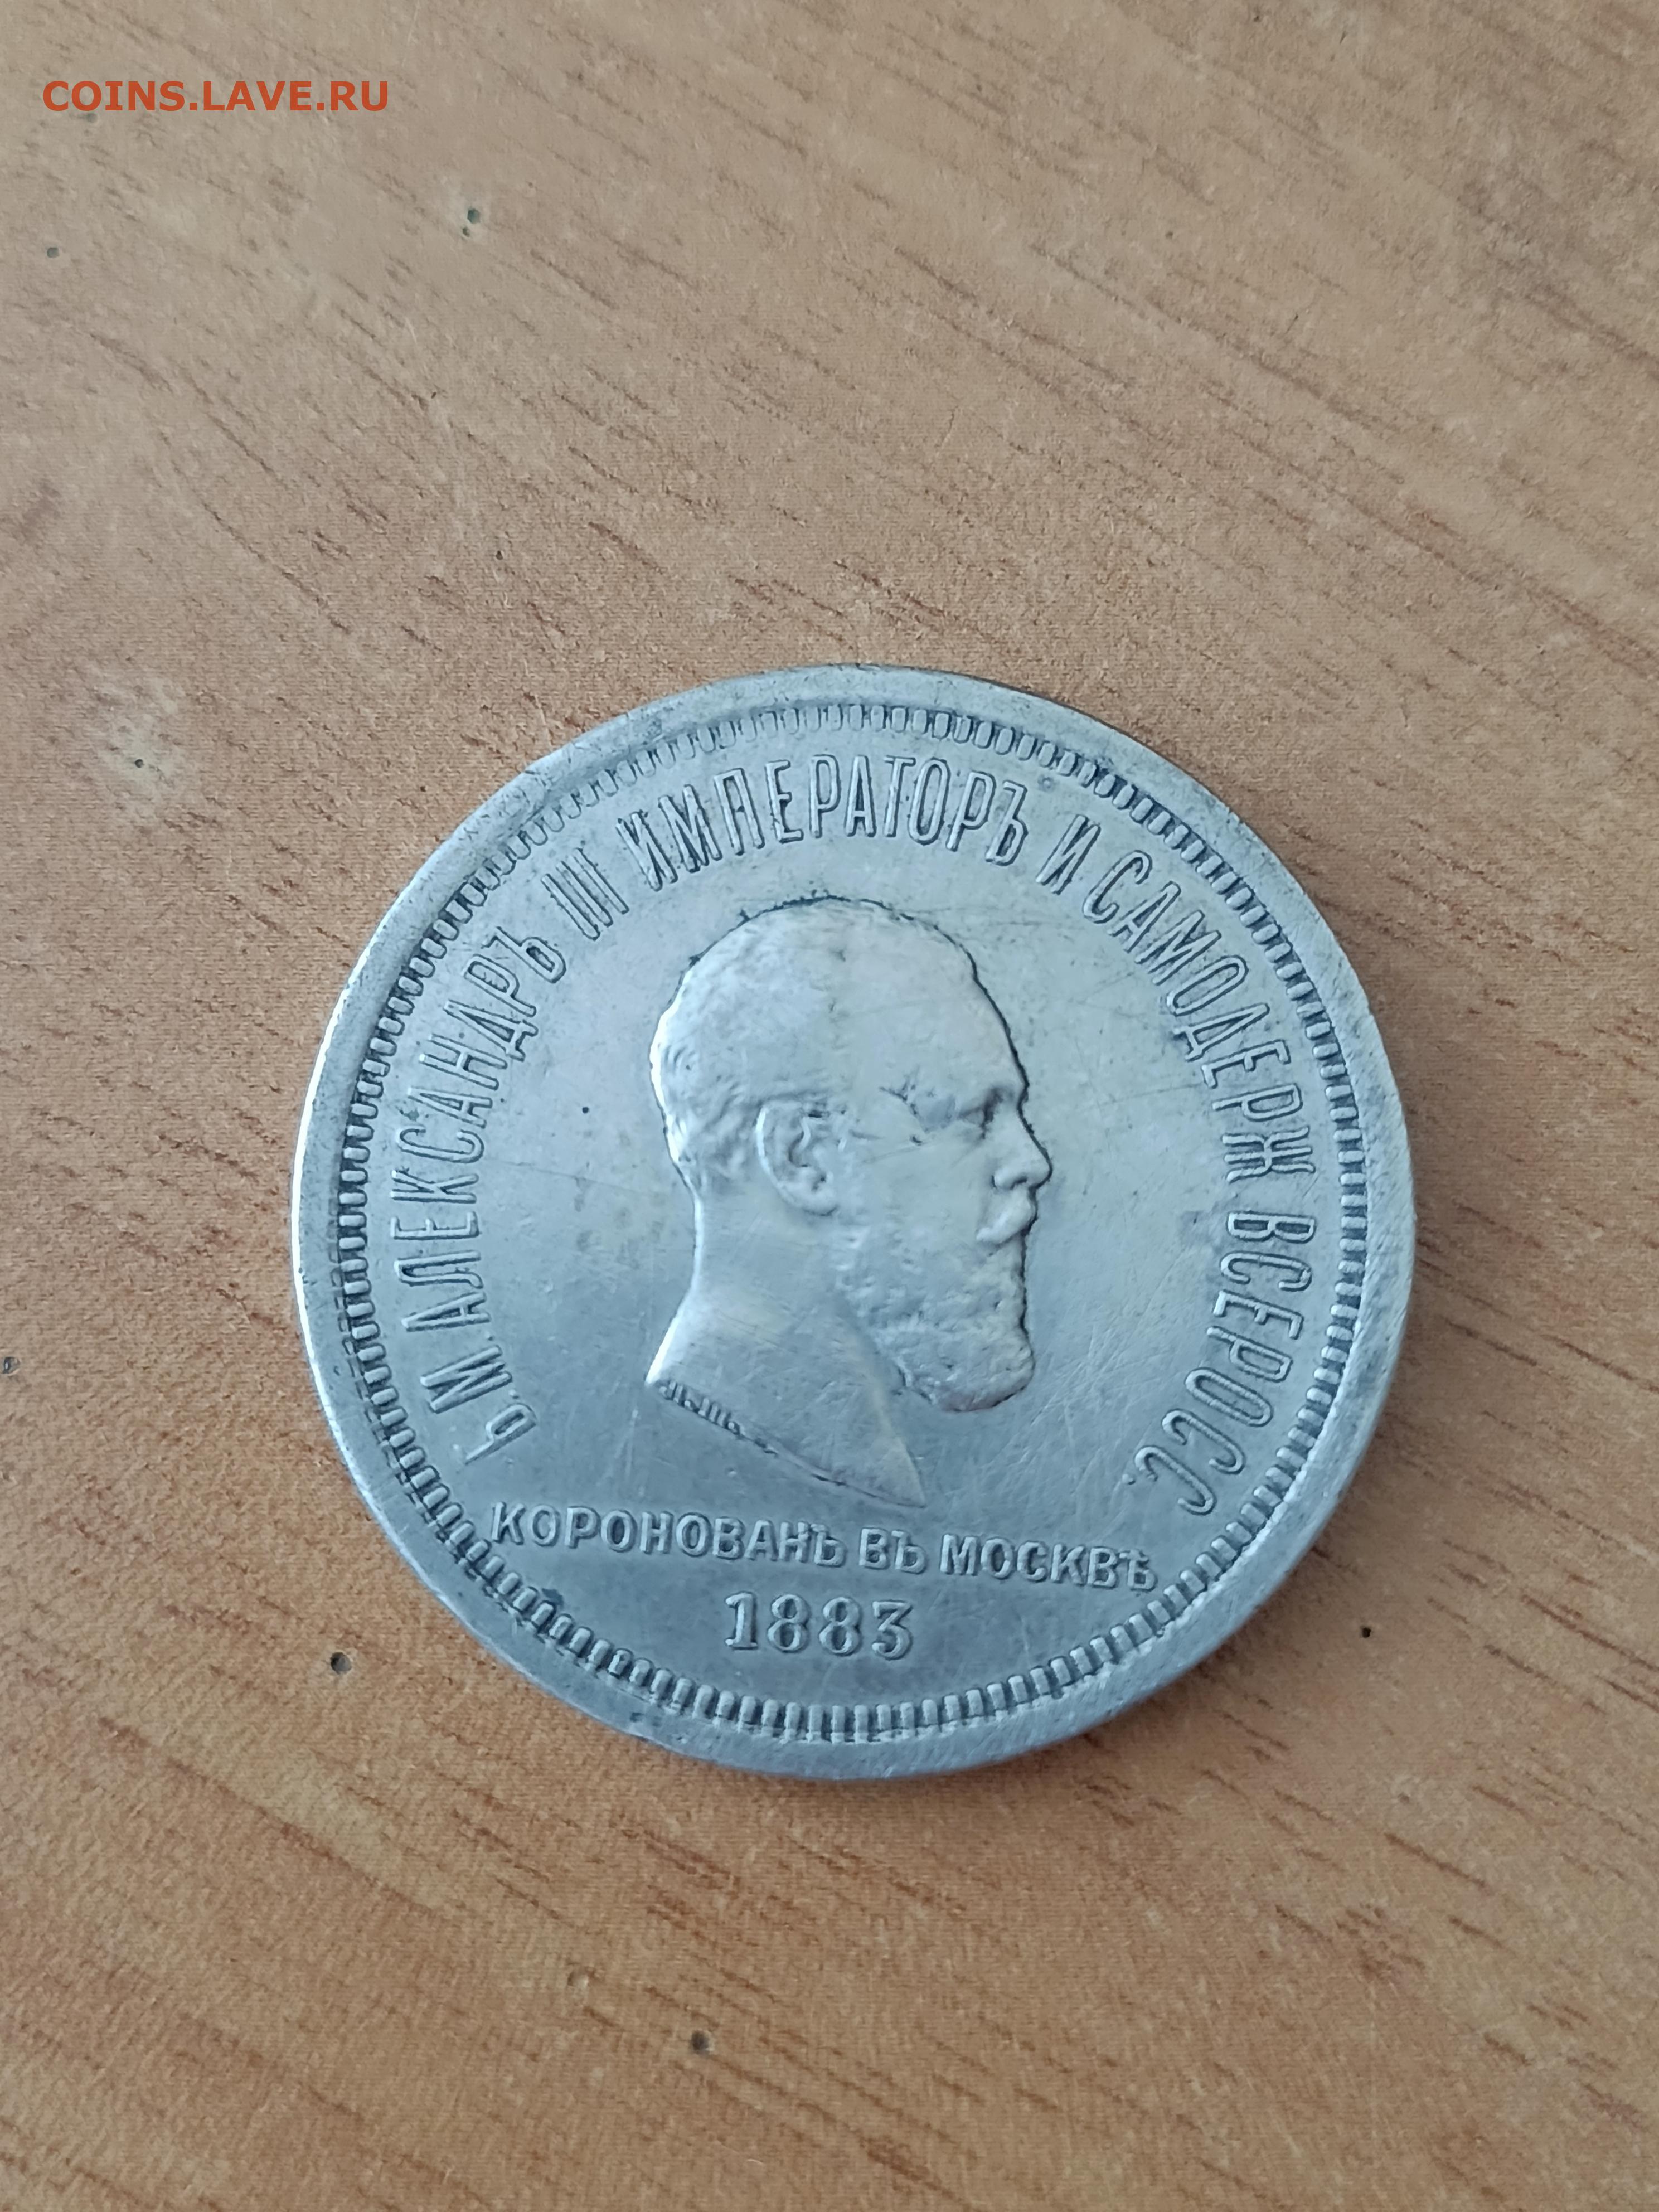 COINS.LAVE.RU
Б.М. АЛЕКСАНДРЪ III ИМПЕРАТОРЪ И САМОДЕРЖ. ВСЕРОСС.
КОРОНОВАНЪ ВЪ МОСКВѢ
1883